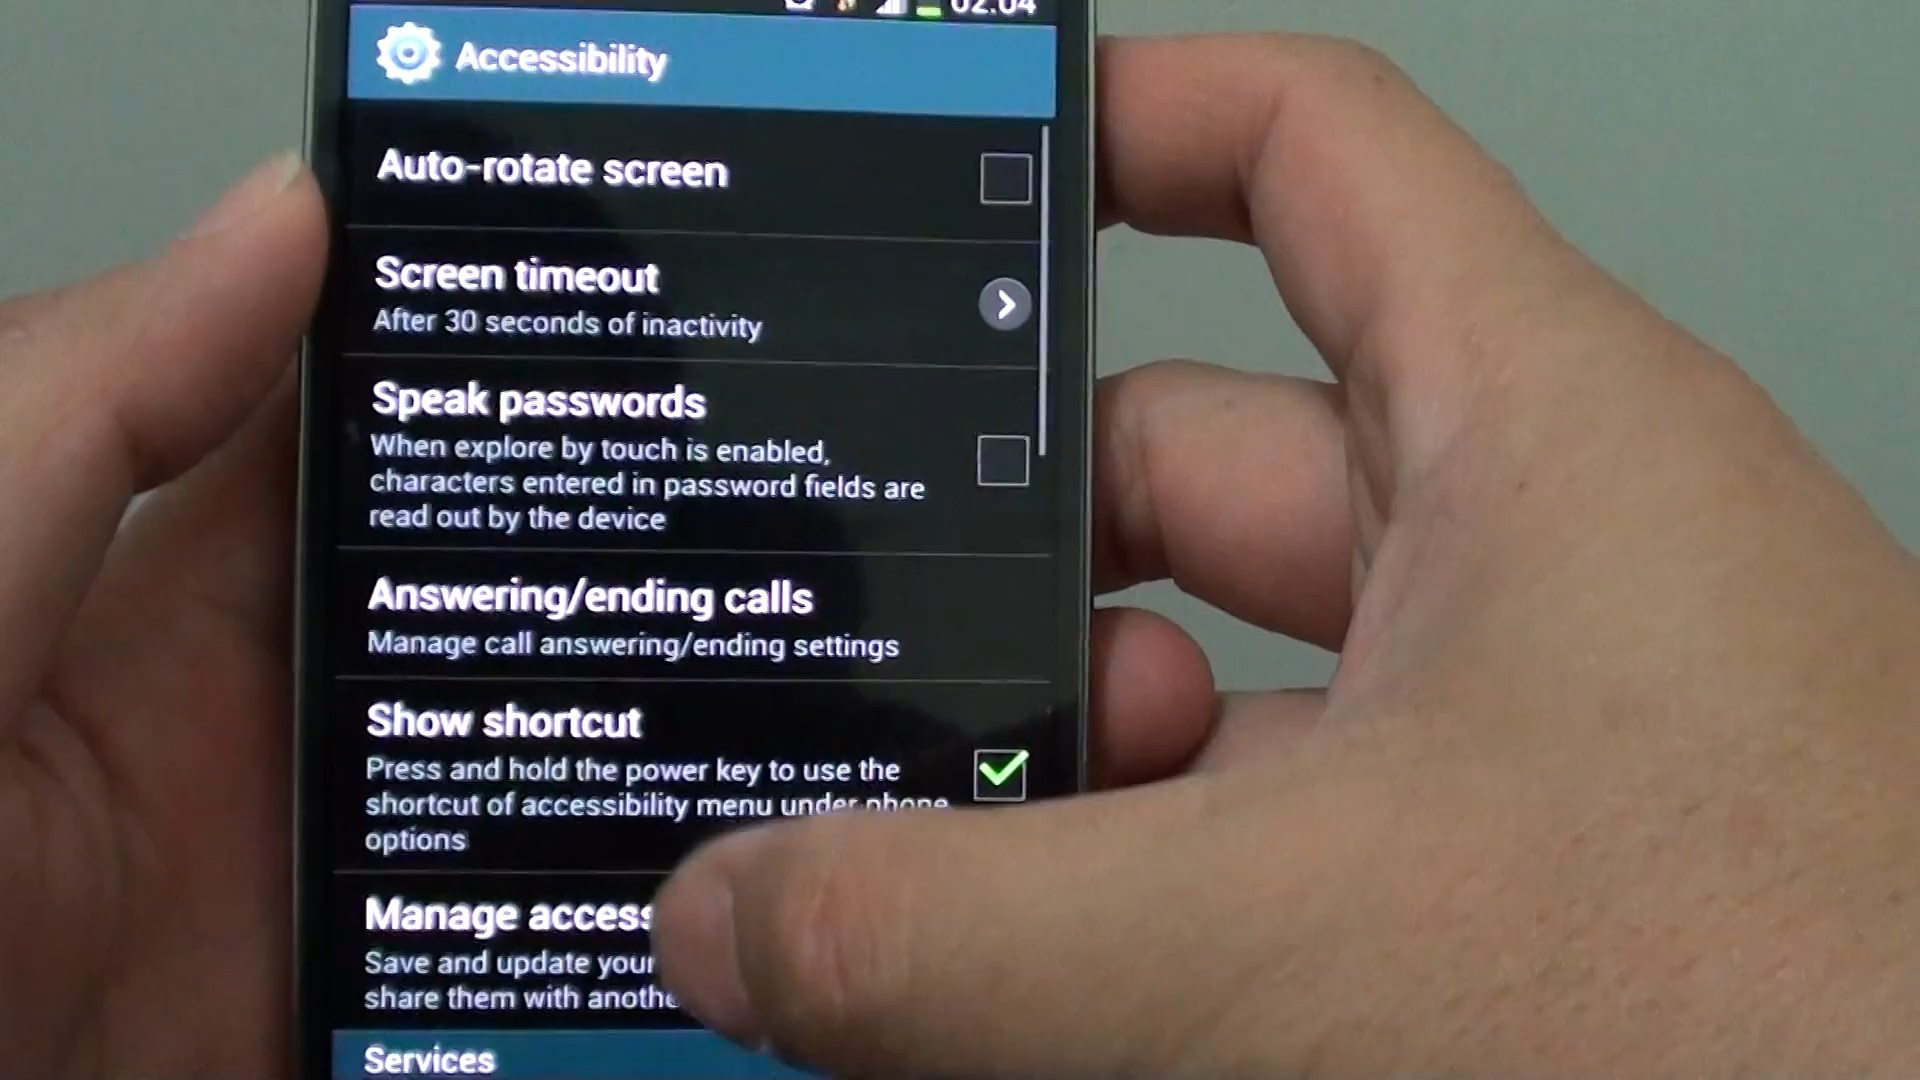 02:04
Accessibility
Auto-rotate screen
Screen timeout
After 30 seconds of inactivity
Speak passwords
When explore by touch is enabled,
characters entered in password fields are
read out by the device
Answering/ending calls
Manage call answering/ending settings
Show shortcut
Press and hold the power key to use the
shortcut of accessibility menu under phone
options
Manage access
Save and update your
share them with
Services